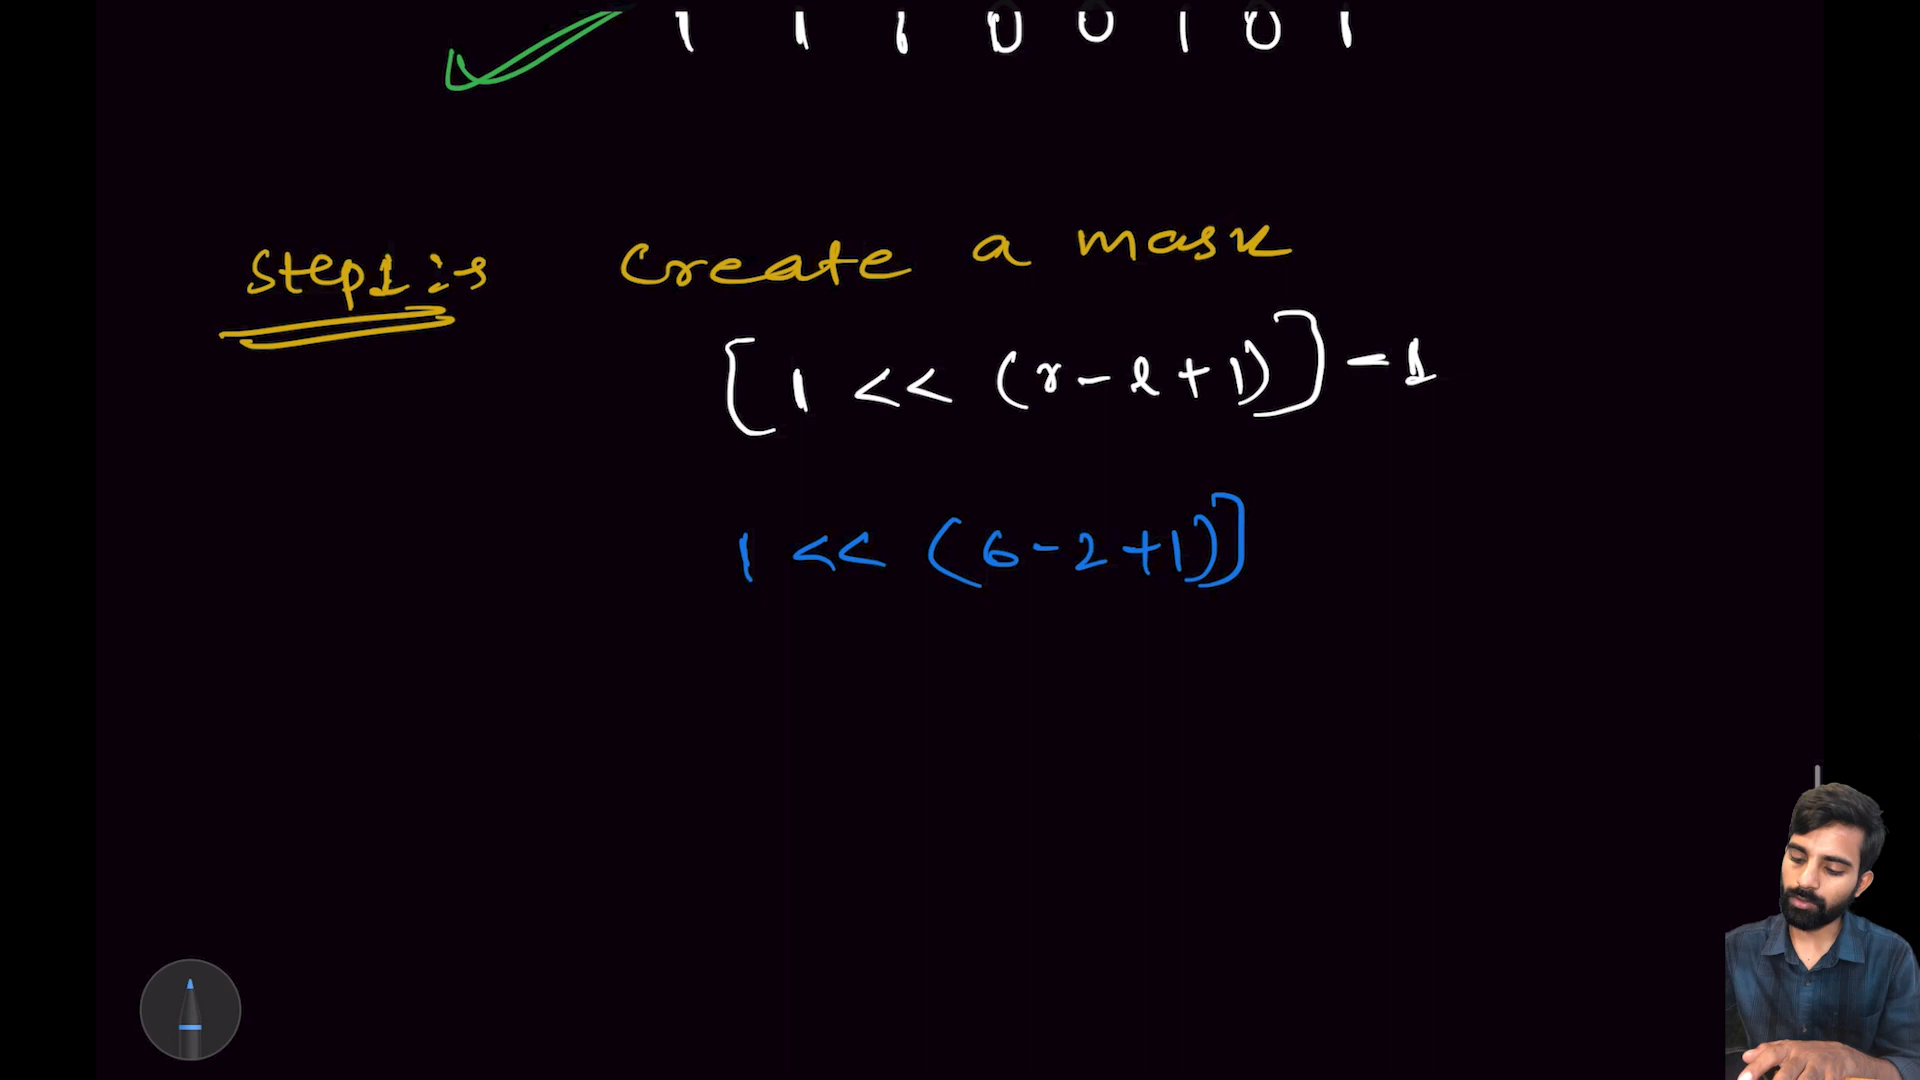 1 1 1 0 0 1 0 1
Step1:- Create a mask
[1 << (r-l+1)] - 1
1 << (6-2+1)]